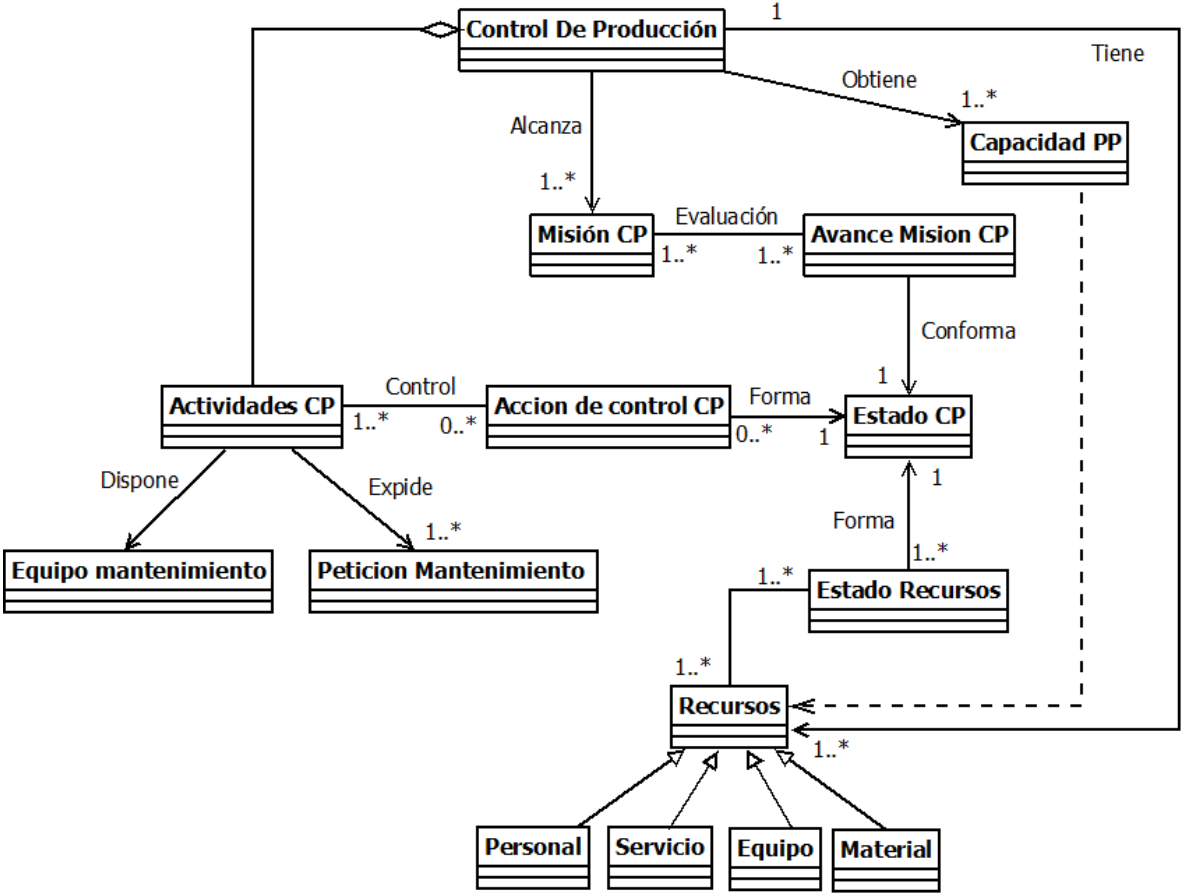 1
Control De Producción
Tiene
Obtiene
1..*
Alcanza
Capacidad PP
1..*
Evaluación
Misión CP
Avance Mision CP
1..*
1..*
Conforma
1
Control
Forma
Actividades CP
Accion de control CP
Estado CP
1..*
0..*
0..*
1
Dispone
Expide
1
Forma
1..*
1..*
Equipo mantenimiento
Peticion Mantenimiento
1..*
Estado Recursos
1..*
Recursos
1..*
Personal
Servicio
Equipo
Material